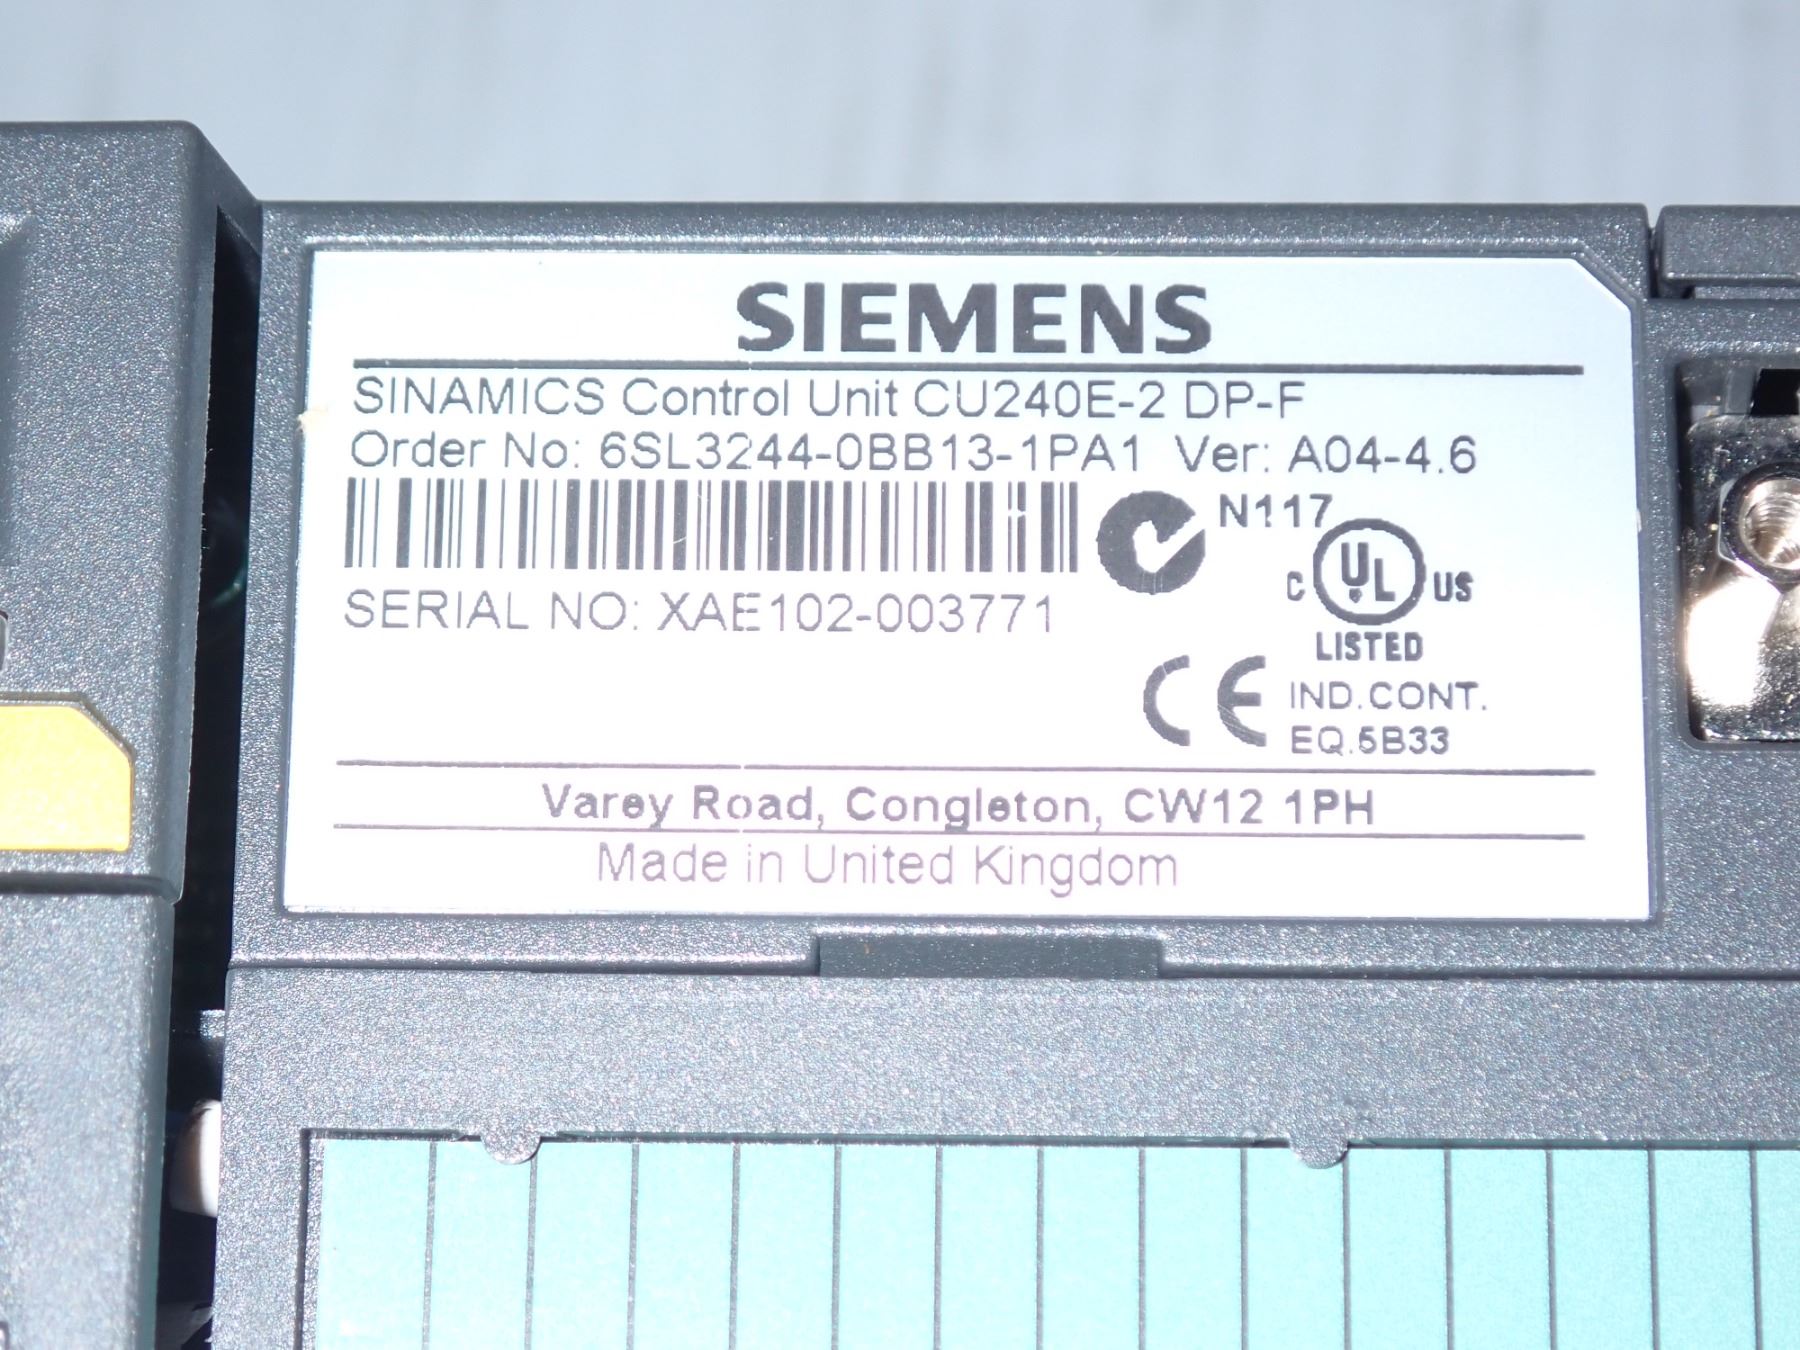 SIEMENS
SINAMICS Control Unit CU240E-2 DP-F
Order No: 6SL3244-0BB13-1PA1 Ver: A04-4.6
N117
SERIAL NO: XAE102-003771
C UL US
LISTED
CE
IND.CONT.
EQ.5B33
Varey Road, Congleton, CW12 1PH
Made in United Kingdom